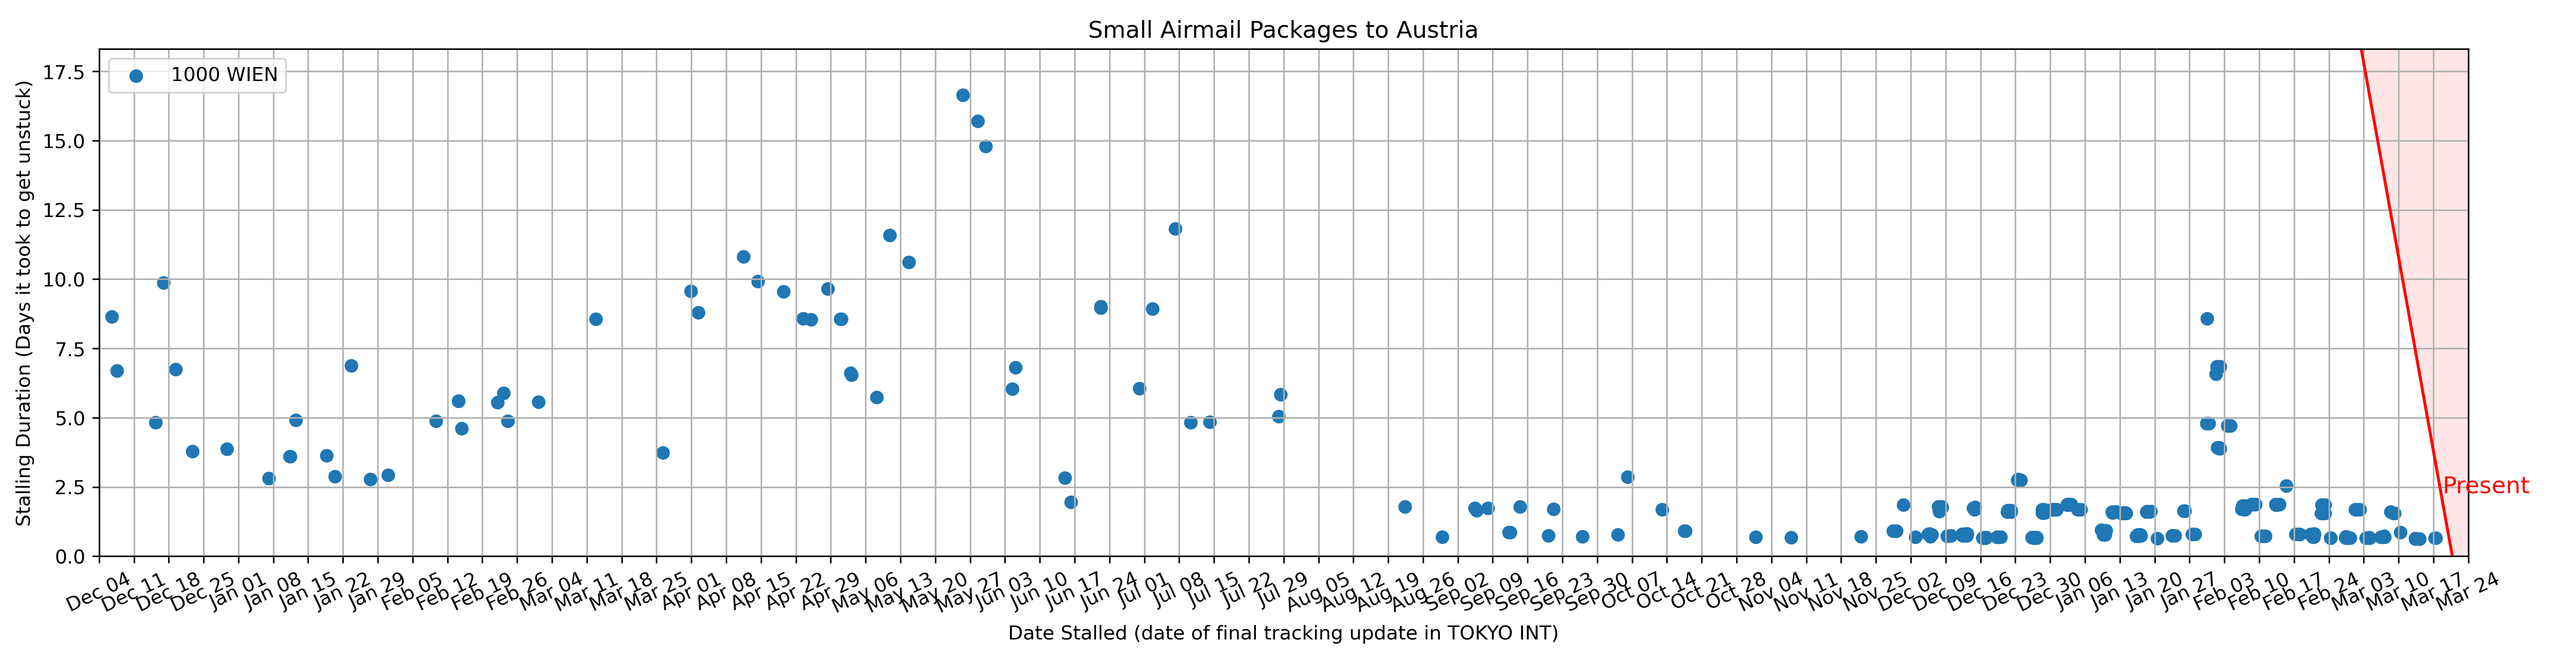 Small Airmail Packages to Austria
1000 WIEN
Stalling Duration (Days it took to get unstuck)
17.5
15.0
12.5
10.0
7.5
5.0
2.5
0.0
Present
Dec 04
Dec 11
Dec 18
Dec 25
Jan 01
Jan 08
Jan 15
Jan 22
Jan 29
Feb 05
Feb 12
Feb 19
Feb 26
Mar 04
Mar 11
Mar 18
Mar 25
Apr 01
Apr 08
Apr 15
Apr 22
Apr 29
May 06
May 13
May 20
May 27
Jun 03
Jun 10
Jun 17
Jun 24
Jul 01
Jul 08
Jul 15
Jul 22
Jul 29
Aug 05
Aug 12
Aug 19
Aug 26
Sep 02
Sep 09
Sep 16
Sep 23
Sep 30
Oct 07
Oct 14
Oct 21
Oct 28
Nov 04
Nov 11
Nov 18
Nov 25
Dec 02
Dec 09
Dec 16
Dec 23
Dec 30
Jan 06
Jan 13
Jan 20
Jan 27
Feb 03
Feb 10
Feb 17
Feb 24
Mar 03
Mar 10
Mar 17
Mar 24
Date Stalled (date of final tracking update in TOKYO INT)